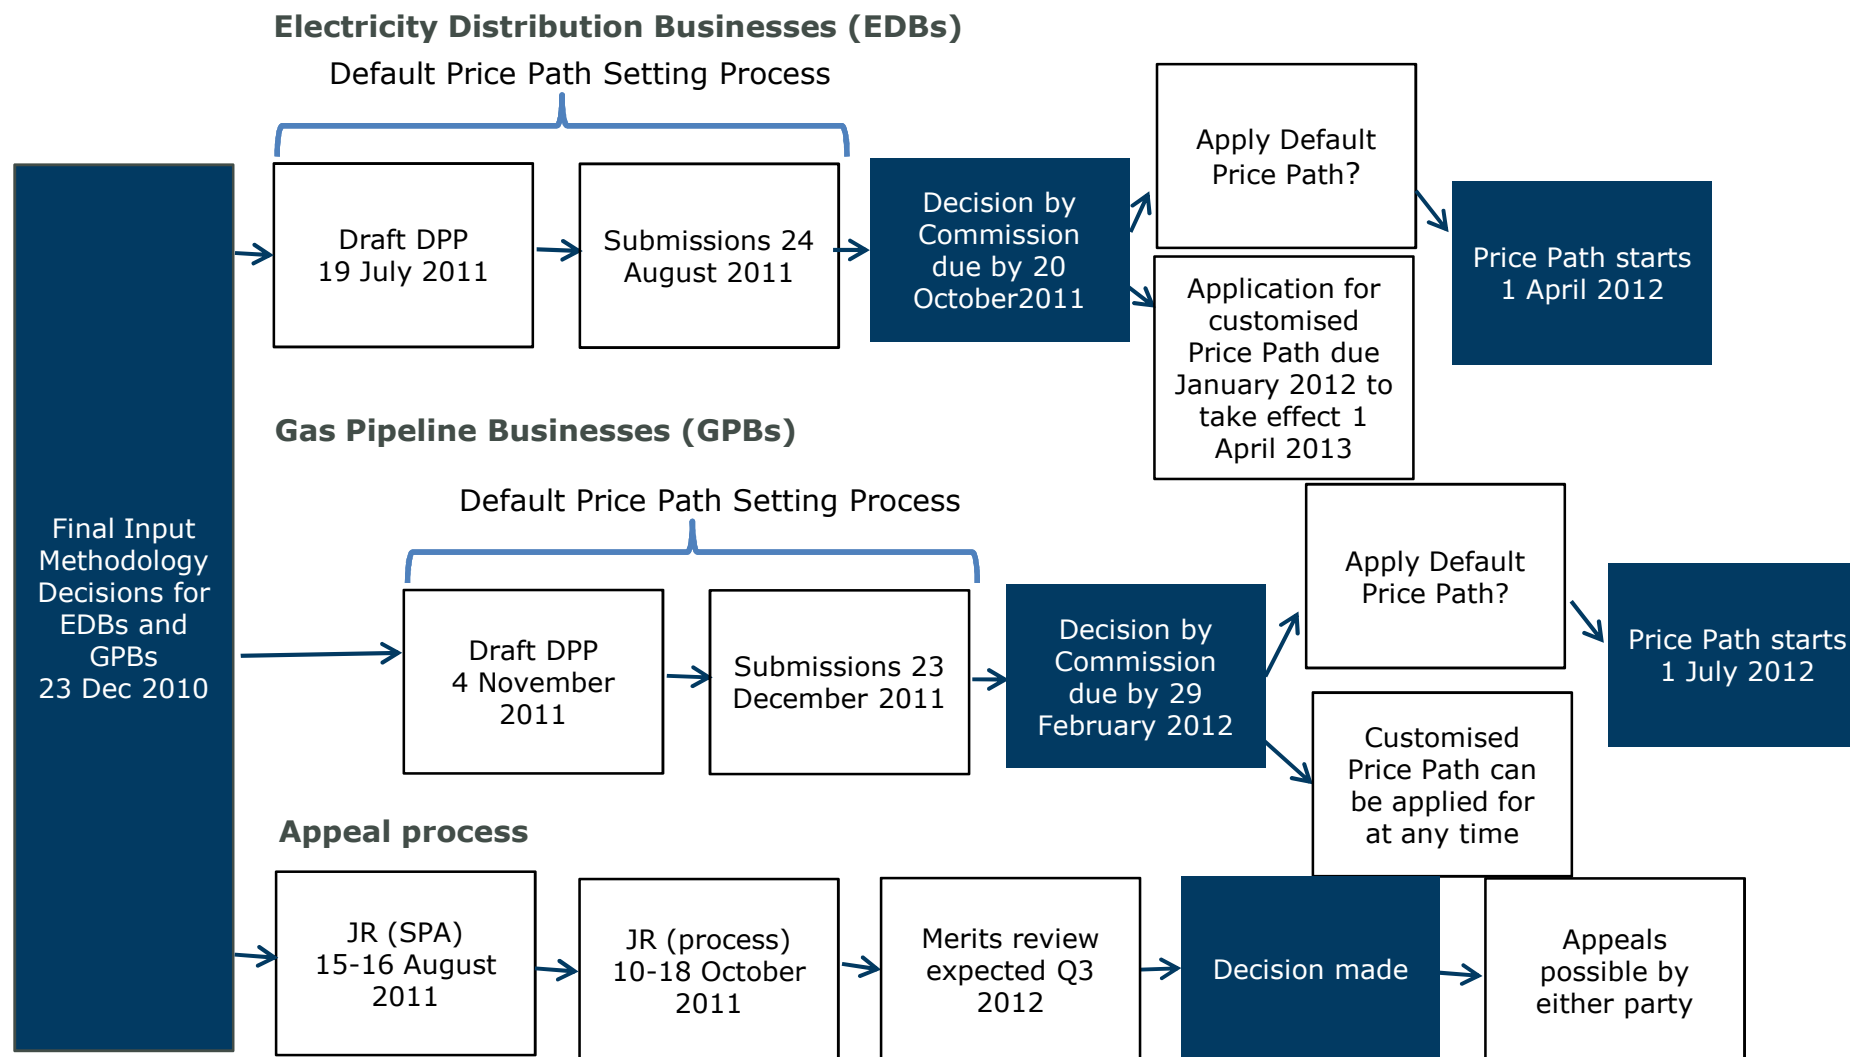 Electricity Distribution Businesses (EDBs)
Default Price Path Setting Process
Draft DPP
19 July 2011
Submissions 24
August 2011
Decision by
Commission
due by 20
October2011
Apply Default
Price Path?
Application for
customised
Price Path due
January 2012 to
take effect 1
April 2013
Price Path starts
1 April 2012
Final Input
Methodology
Decisions for
EDBs and
GPBs
23 Dec 2010
Gas Pipeline Businesses (GPBs)
Default Price Path Setting Process
Draft DPP
4 November
2011
Submissions 23
December 2011
Decision by
Commission
due by 29
February 2012
Apply Default
Price Path?
Customised
Price Path can
be applied for
at any time
Price Path starts
1 July 2012
Appeal process
JR (SPA)
15-16 August
2011
JR (process)
10-18 October
2011
Merits review
expected Q3
2012
Decision made
Appeals
possible by
either party